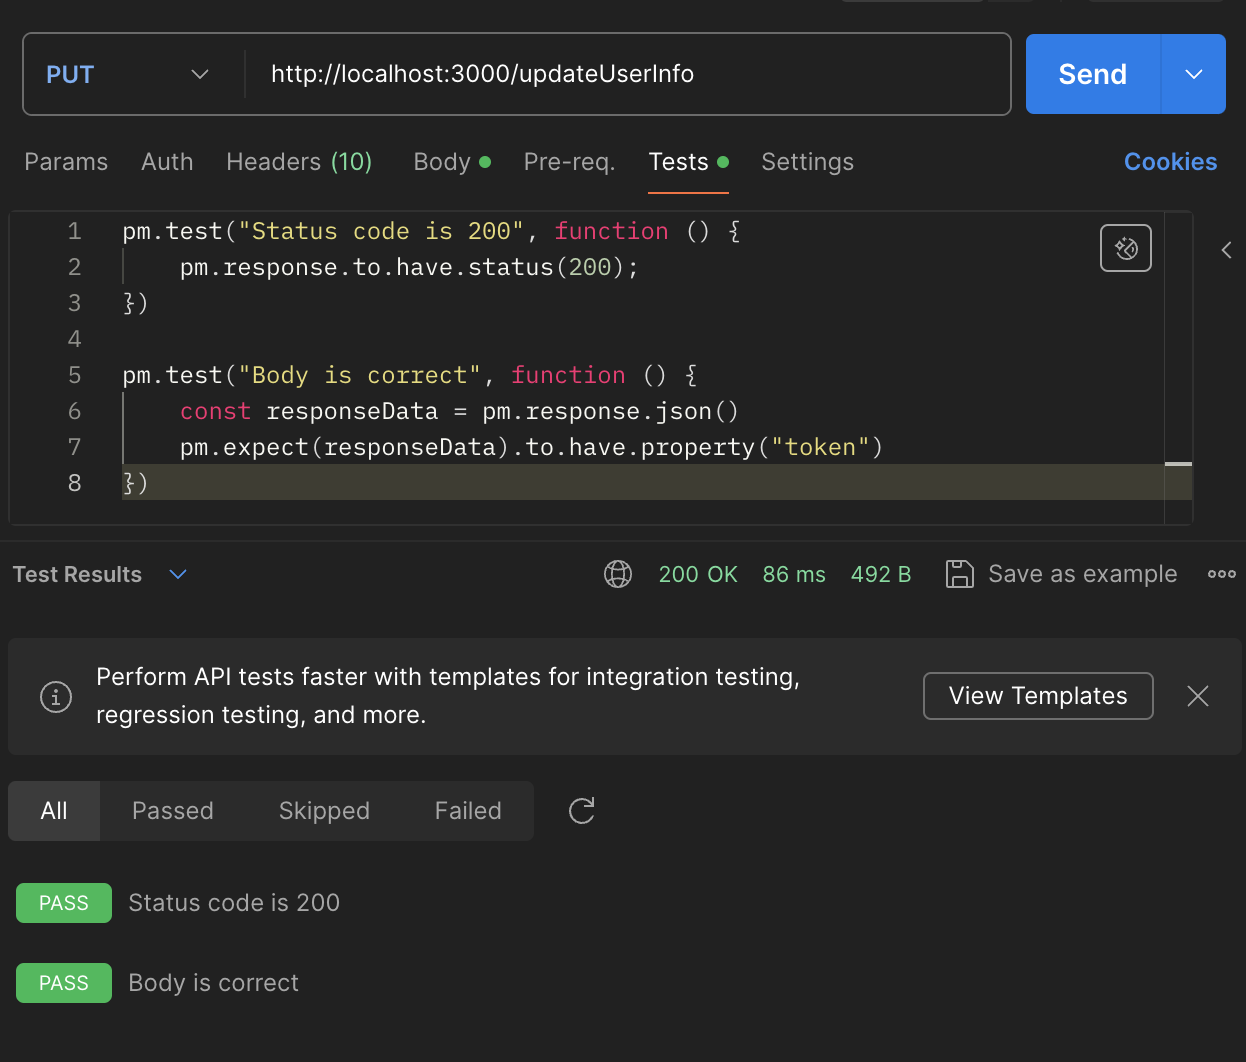 PUT http://localhost:3000/updateUserInfo Send
Params Auth Headers (10) Body Pre-req. Tests Settings Cookies
1 pm.test("Status code is 200", function () {
2 pm.response.to.have.status(200);
3 })
4
5 pm.test("Body is correct", function () {
6 const responseData = pm.response.json()
7 pm.expect(responseData).to.have.property("token")
8 })
Test Results 200 OK 86 ms 492 B Save as example
Perform API tests faster with templates for integration testing,
regression testing, and more.
View Templates
All Passed Skipped Failed
PASS Status code is 200
PASS Body is correct